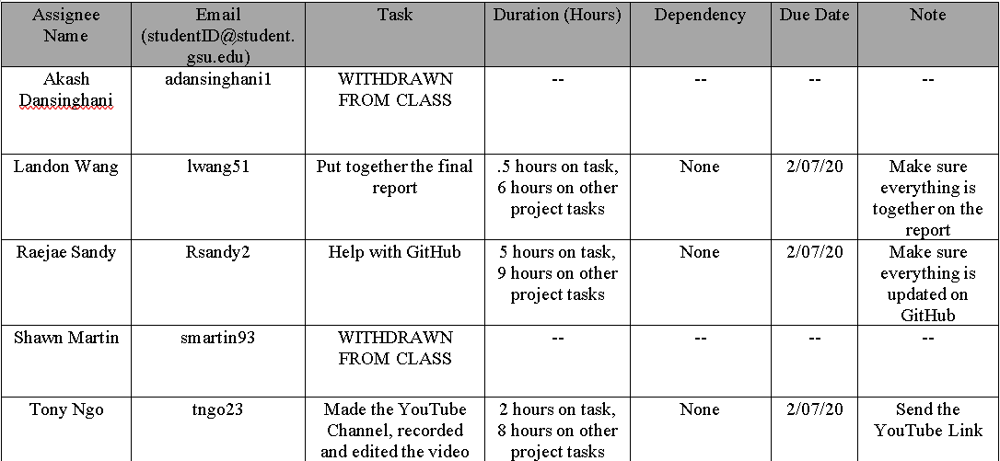 Assignee Name
Email (studentID@student.gsu.edu)
Task
Duration (Hours)
Dependency
Due Date
Note
Akash Dansinghani
adansinghani1
WITHDRAWN FROM CLASS
--
--
--
--
Landon Wang
lwang51
Put together the final report
.5 hours on task, 6 hours on other project tasks
None
2/07/20
Make sure everything is together on the report
Raejae Sandy
Rsandy2
Help with GitHub
5 hours on task, 9 hours on other project tasks
None
2/07/20
Make sure everything is updated on GitHub
Shawn Martin
smartin93
WITHDRAWN FROM CLASS
--
--
--
--
Tony Ngo
tngo23
Made the YouTube Channel, recorded and edited the video
2 hours on task, 8 hours on other project tasks
None
2/07/20
Send the YouTube Link